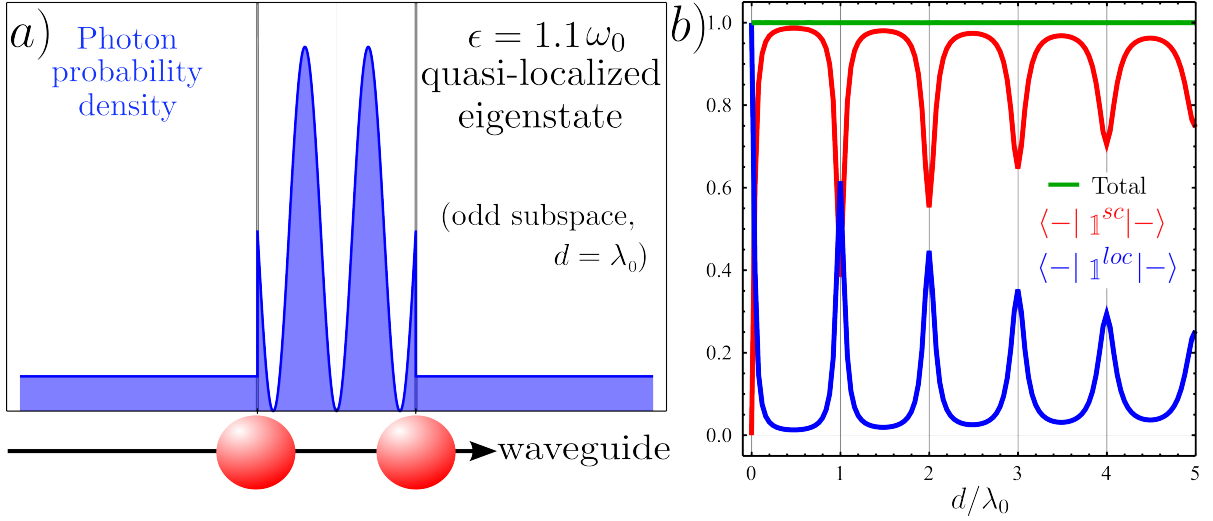 a)
Photon
probability
density
ϵ = 1.1 ω₀
quasi-localized
eigenstate
(odd subspace,
d = λ₀)
waveguide
b)
1.0
0.8
0.6
0.4
0.2
0.0
0 1 2 3 4 5
d/λ₀
Total
⟨−| 𝟙^{sc} |−⟩
⟨−| 𝟙^{loc} |−⟩